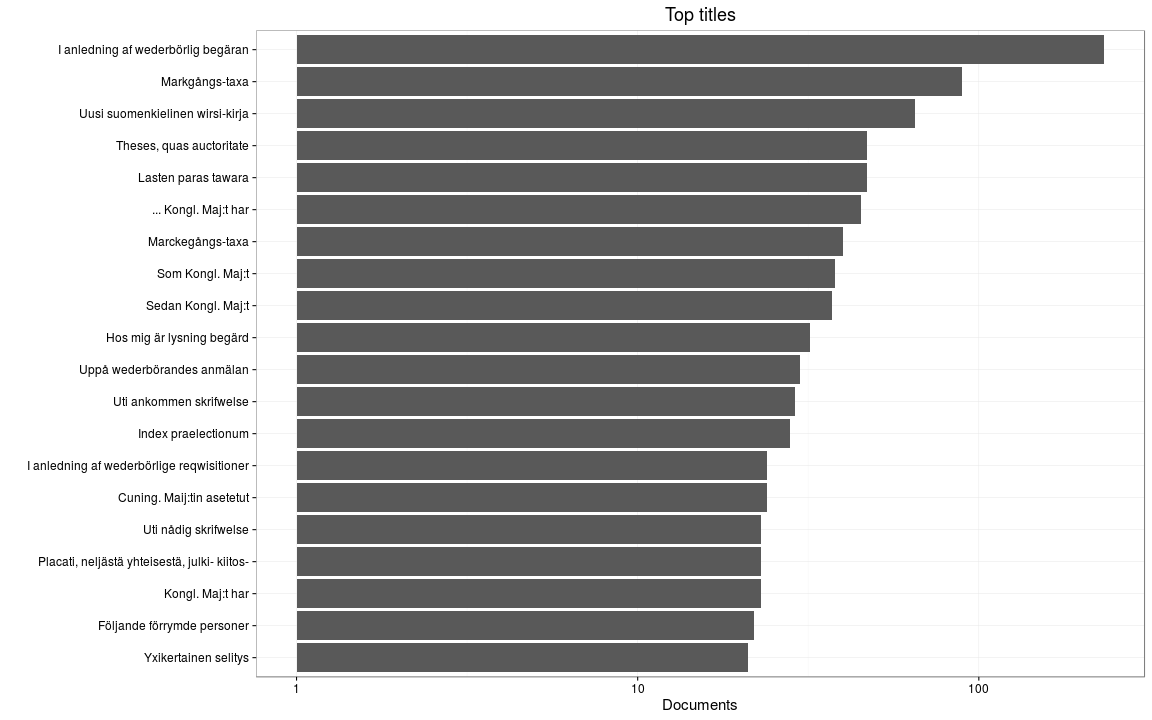 Top titles
I anledning af wederbörlig begäran
Markgångs-taxa
Uusi suomenkielinen wirsi-kirja
Theses, quas auctoritate
Lasten paras tawara
... Kongl. Maj:t har
Marckegångs-taxa
Som Kongl. Maj:t
Sedan Kongl. Maj:t
Hos mig är lysning begärd
Uppå wederbörandes anmälan
Uti ankommen skrifwelse
Index praelectionum
I anledning af wederbörlige reqwisitioner
Cuning. Maij:tin asetetut
Uti nådig skrifwelse
Placati, neljästä yhteisestä, julki- kiitos-
Kongl. Maj:t har
Följande förrymde personer
Yxikertainen selitys
1 10 100
Documents